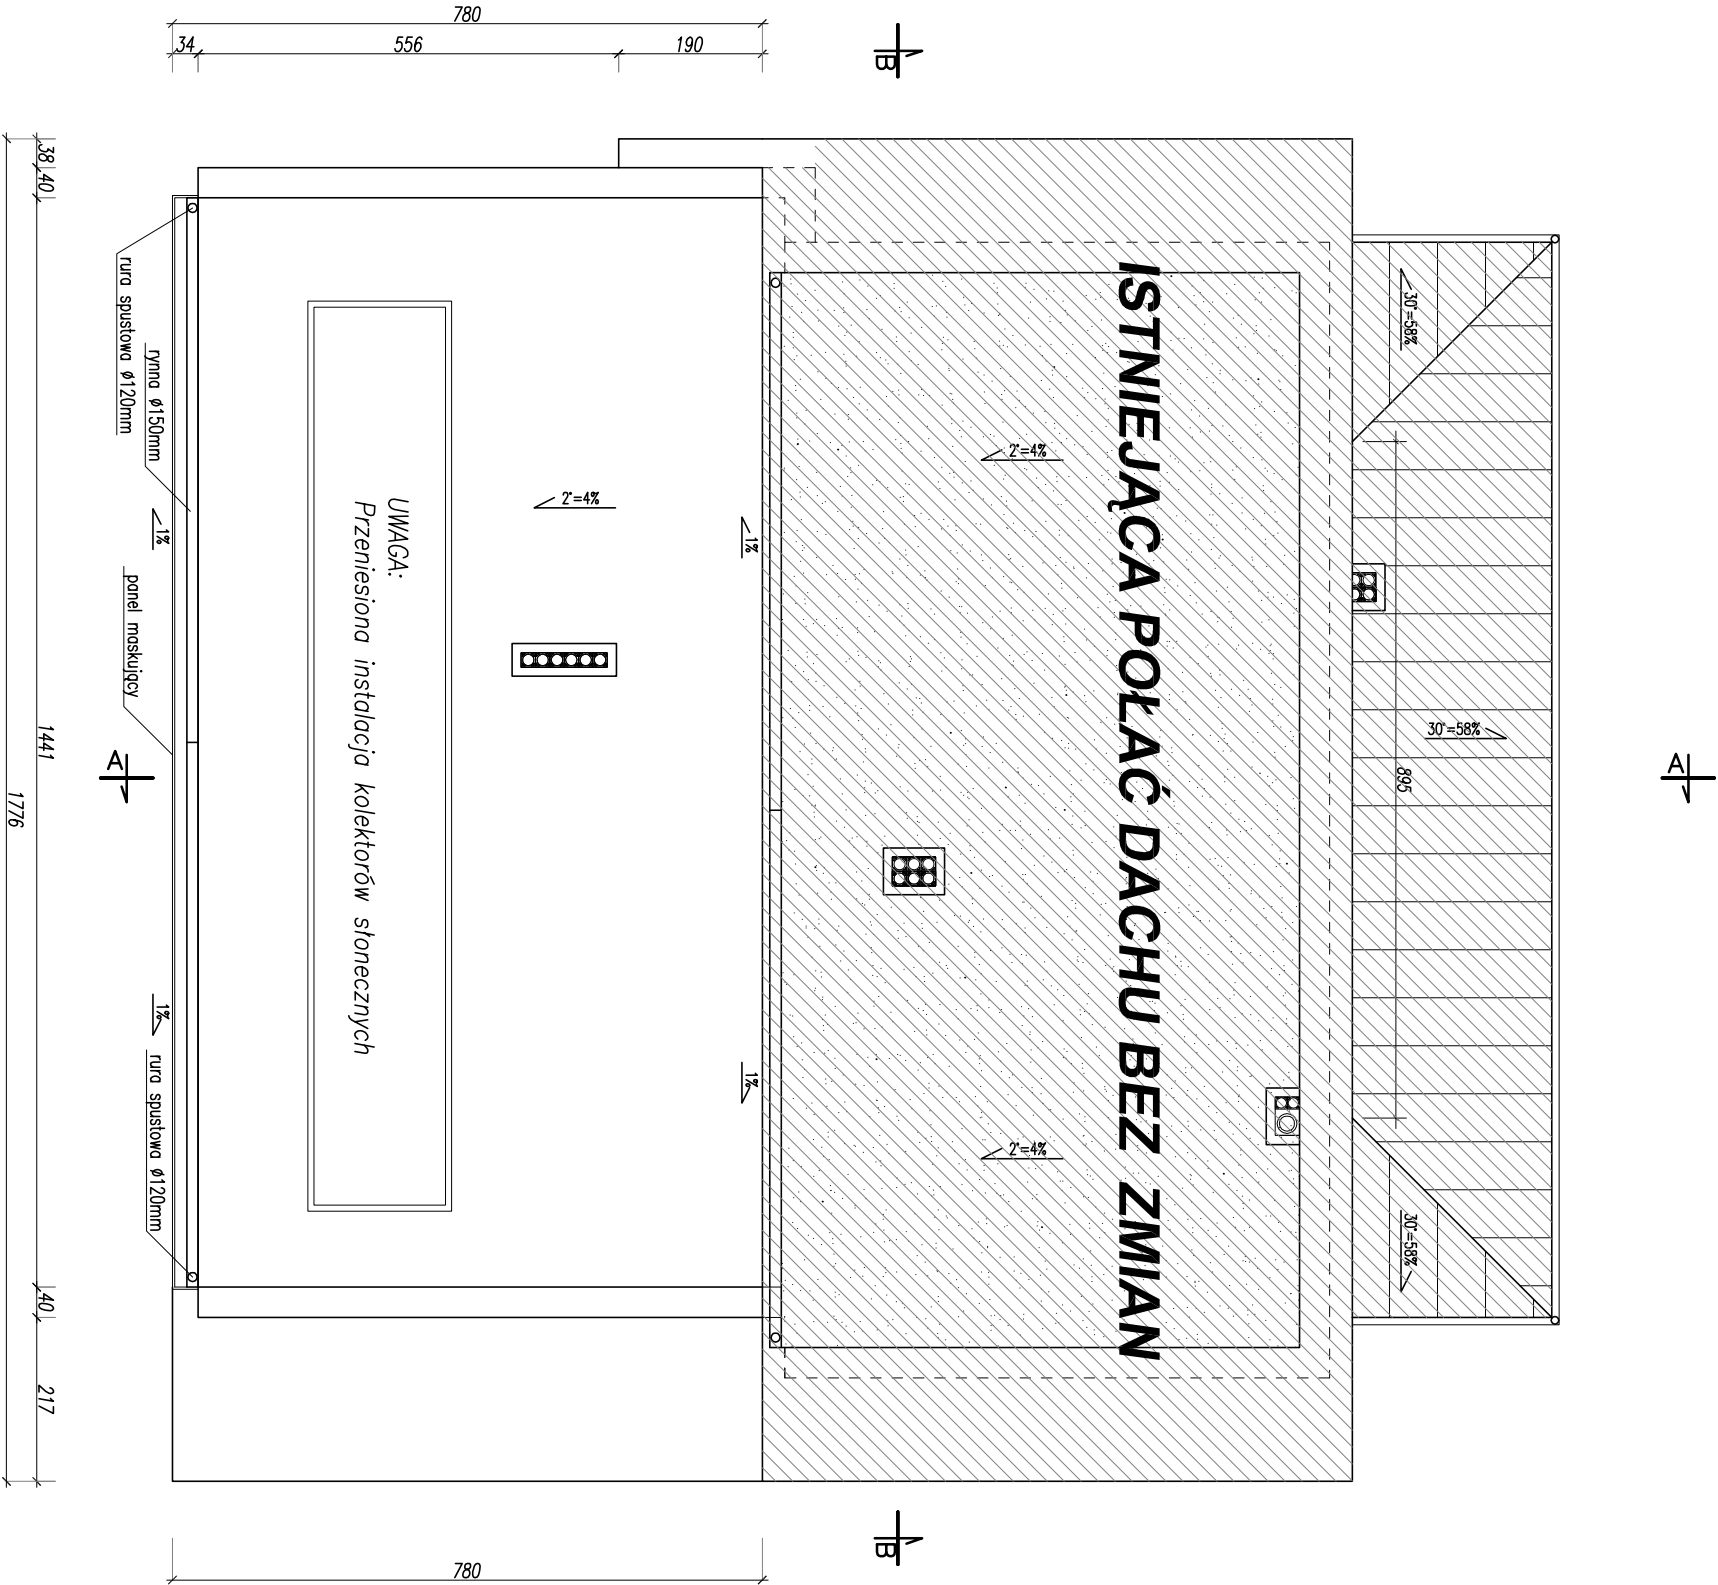 780
34
556
190
B
38
40
1441
40
217
1776
rura spustowa ø120mm
rynna ø150mm
1%
panel maskujący
A
1%
rura spustowa ø120mm
UWAGA:
Przeniesiona instalacja kolektorów słonecznych
2°=4%
1%
1%
2°=4%
2°=4%
ISTNIEJĄCA POŁAĆ DACHU BEZ ZMIAN
30°=58%
30°=58%
895
30°=58%
A
B
780